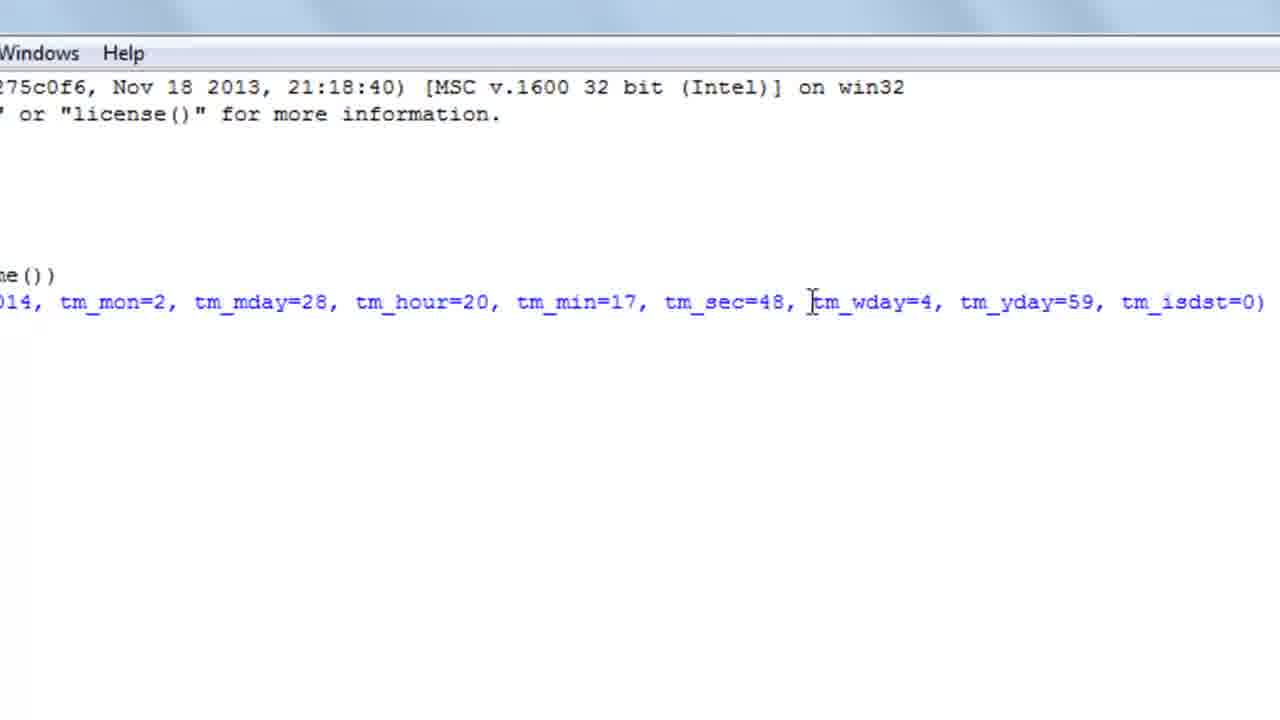 Windows Help
275c0f6, Nov 18 2013, 21:18:40) [MSC v.1600 32 bit (Intel)] on win32
" or "license()" for more information.
me())
014, tm_mon=2, tm_mday=28, tm_hour=20, tm_min=17, tm_sec=48, tm_wday=4, tm_yday=59, tm_isdst=0)